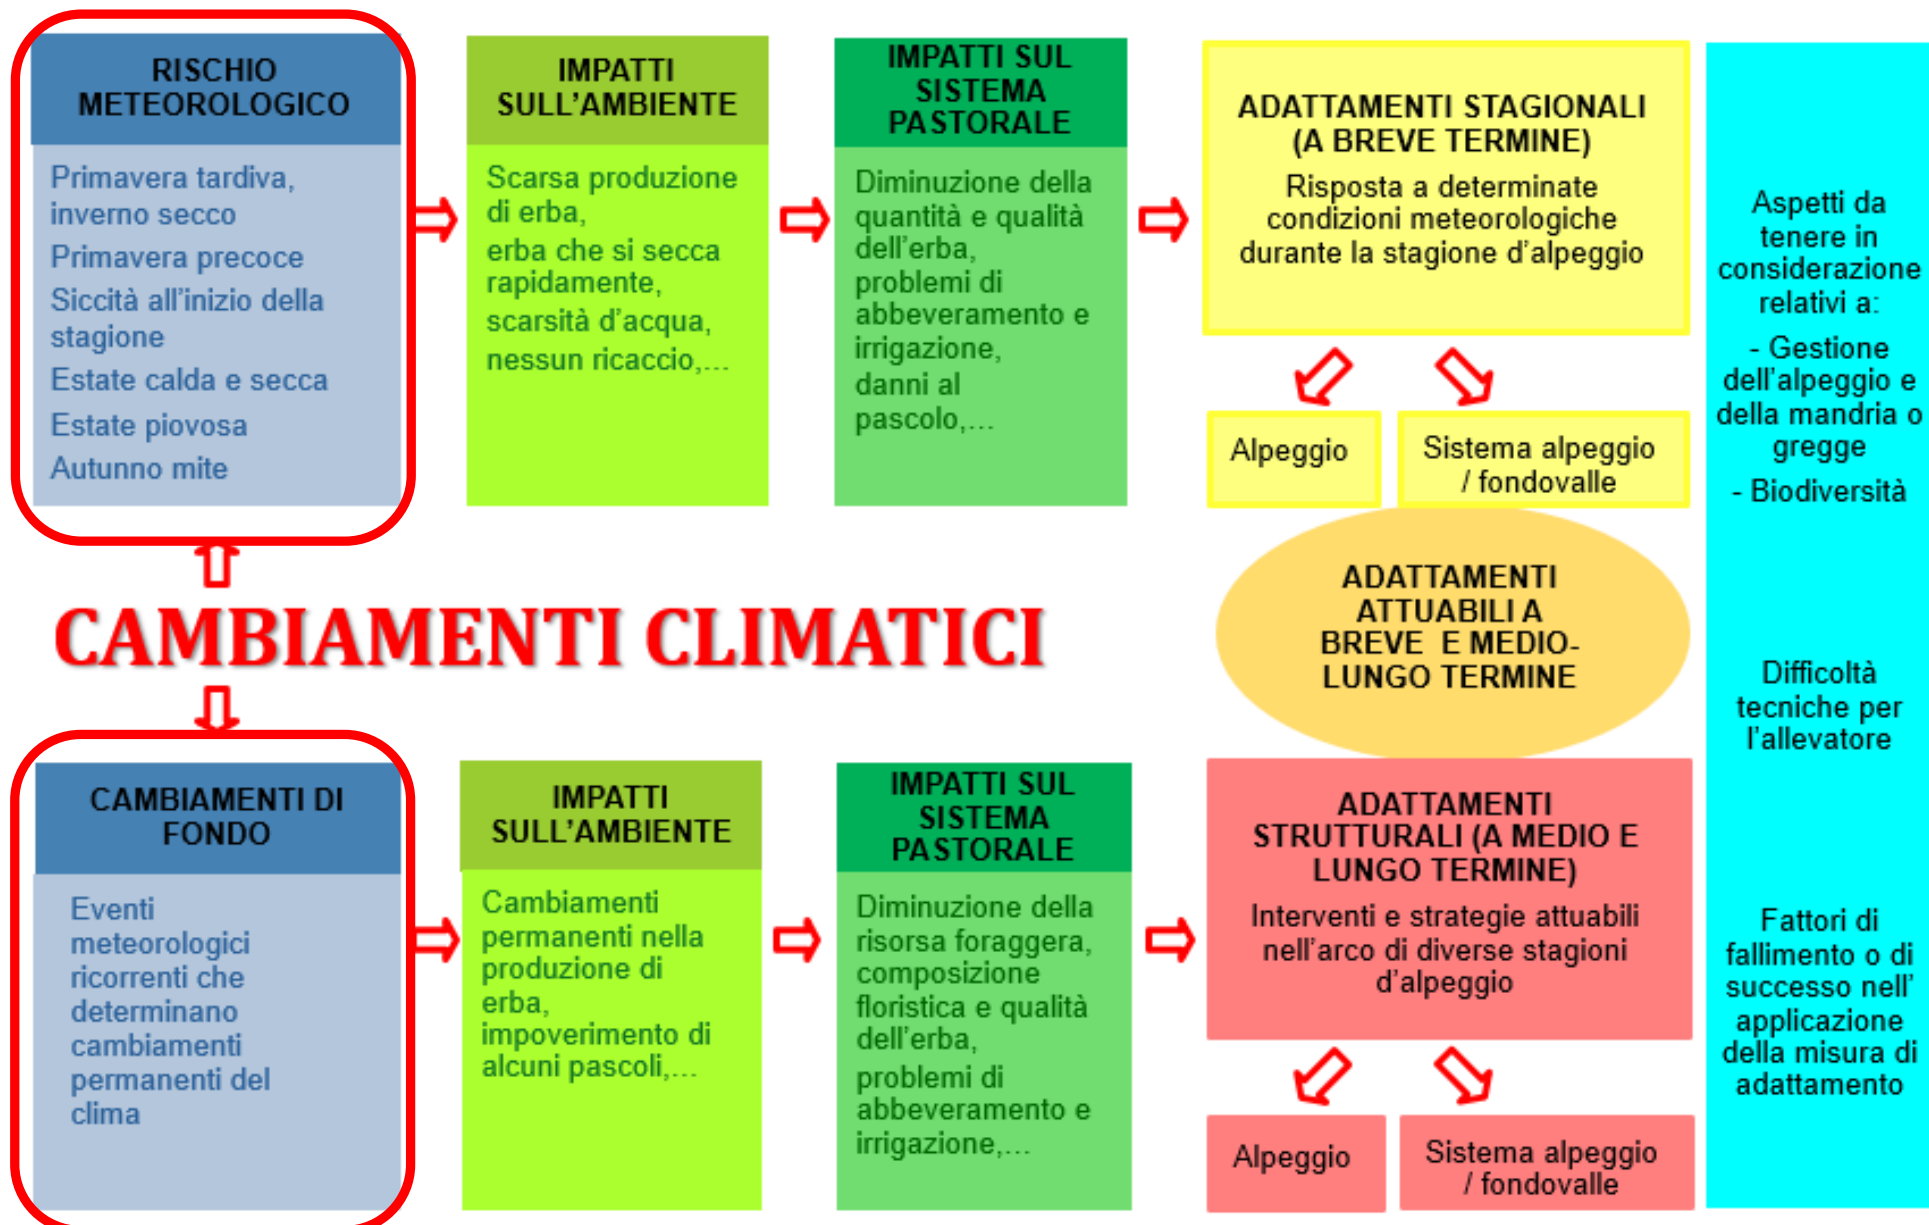 RISCHIO
METEOROLOGICO
Primavera tardiva,
inverno secco
Primavera precoce
Siccità all'inizio della
stagione
Estate calda e secca
Estate piovosa
Autunno mite
IMPATTI
SULL'AMBIENTE
Scarsa produzione
di erba,
erba che si secca
rapidamente,
scarsità d'acqua,
nessun ricaccio,...
IMPATTI SUL
SISTEMA
PASTORALE
Diminuzione della
quantità e qualità
dell'erba,
problemi di
abbeveramento e
irrigazione,
danni al
pascolo,...
ADATTAMENTI STAGIONALI
(A BREVE TERMINE)
Risposta a determinate
condizioni meteorologiche
durante la stagione d'alpeggio
Alpeggio
Sistema alpeggio
/ fondovalle
CAMBIAMENTI CLIMATICI
ADATTAMENTI
ATTUABILI A
BREVE E MEDIO-
LUNGO TERMINE
CAMBIAMENTI DI
FONDO
Eventi
meteorologici
ricorrenti che
determinano
cambiamenti
permanenti del
clima
IMPATTI
SULL'AMBIENTE
Cambiamenti
permanenti nella
produzione di
erba,
impoverimento di
alcuni pascoli,...
IMPATTI SUL
SISTEMA
PASTORALE
Diminuzione della
risorsa foraggera,
composizione
floristica e qualità
dell'erba,
problemi di
abbeveramento e
irrigazione,...
ADATTAMENTI
STRUTTURALI (A MEDIO E
LUNGO TERMINE)
Interventi e strategie attuabili
nell'arco di diverse stagioni
d'alpeggio
Alpeggio
Sistema alpeggio
/ fondovalle
Aspetti da
tenere in
considerazione
relativi a:
- Gestione
dell'alpeggio e
della mandria o
gregge
- Biodiversità
Difficoltà
tecniche per
l'allevatore
Fattori di
fallimento o di
successo nell'
applicazione
della misura di
adattamento